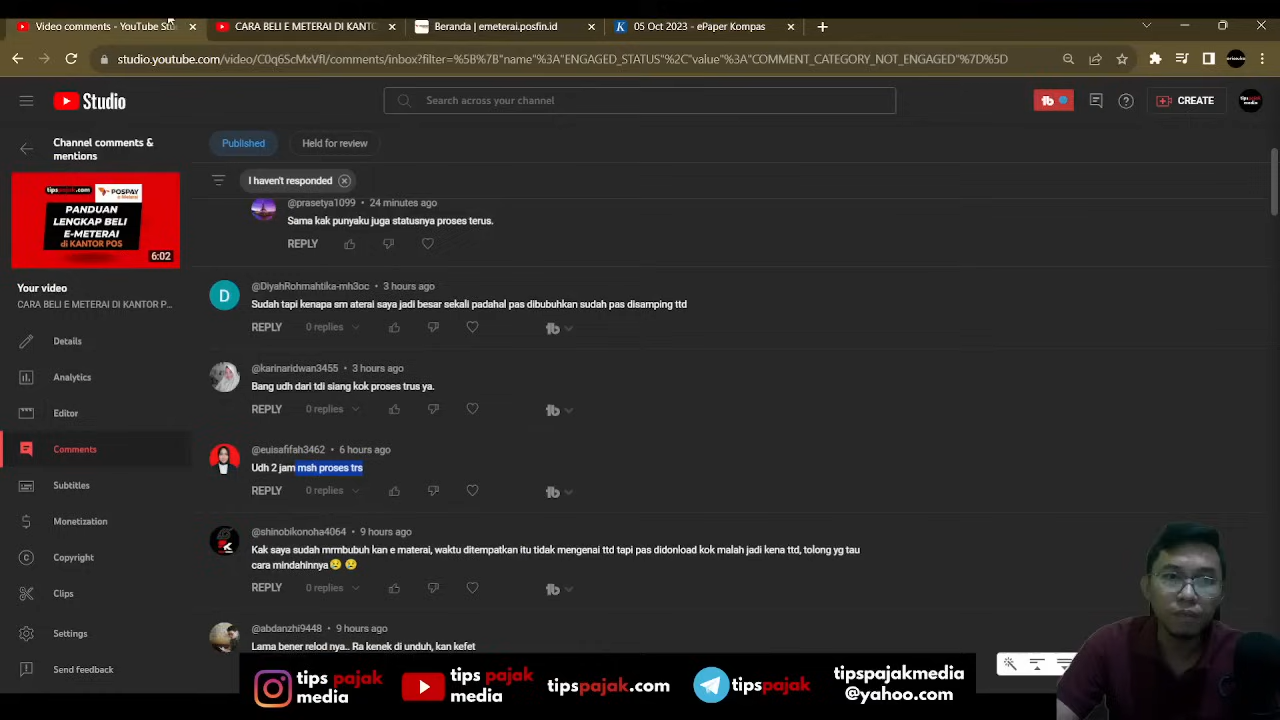 Video comments - YouTube St
CARA BELI E METERAI DI KANTO
Beranda | emeterai.posfin.id
05 Oct 2023 - ePaper Kompas
studio.youtube.com/video/C0q6ScMxVfI/comments/inbox?filter=%5B%7B"name"%3A"ENGAGED_STATUS"%2C"value"%3A"COMMENT_CATEGORY_NOT_ENGAGED"%7D%5D
Studio
Search across your channel
CREATE
tips pajak media
Channel comments &
mentions
tipspajak.com
POSPAY
PANDUAN
LENGKAP BELI
E-METERAI
di KANTOR POS
6:02
Your video
CARA BELI E METERAI DI KANTOR P...
Details
Analytics
Editor
Comments
Subtitles
Monetization
Copyright
Clips
Settings
Send feedback
Published
Held for review
I haven't responded
@prasetya1099 • 24 minutes ago
Sama kak punyaku juga statusnya proses terus.
REPLY
D
@DiyahRohmahtika-mh3oc • 3 hours ago
Sudah tapi kenapa sm aterai saya jadi besar sekali padahal pas dibubuhkan sudah pas disamping ttd
REPLY 0 replies
@karinaridwan3455 • 3 hours ago
Bang udh dari tdi siang kok proses trus ya.
REPLY 0 replies
@euisafifah3462 • 6 hours ago
Udh 2 jam msh proses trs
REPLY 0 replies
@shinobikonoha4064 • 9 hours ago
Kak saya sudah mrmbubuh kan e materai, waktu ditempatkan itu tidak mengenai ttd tapi pas didonload kok malah jadi kena ttd, tolong yg tau
cara mindahinnya😢 😢
REPLY 0 replies
@abdanzhi9448 • 9 hours ago
Lama bener relod nya.. Ra kenek di unduh, kan kefet
tips pajak
media
tips pajak
media
tipspajak.com
tipspajak
tipspajakmedia
@yahoo.com